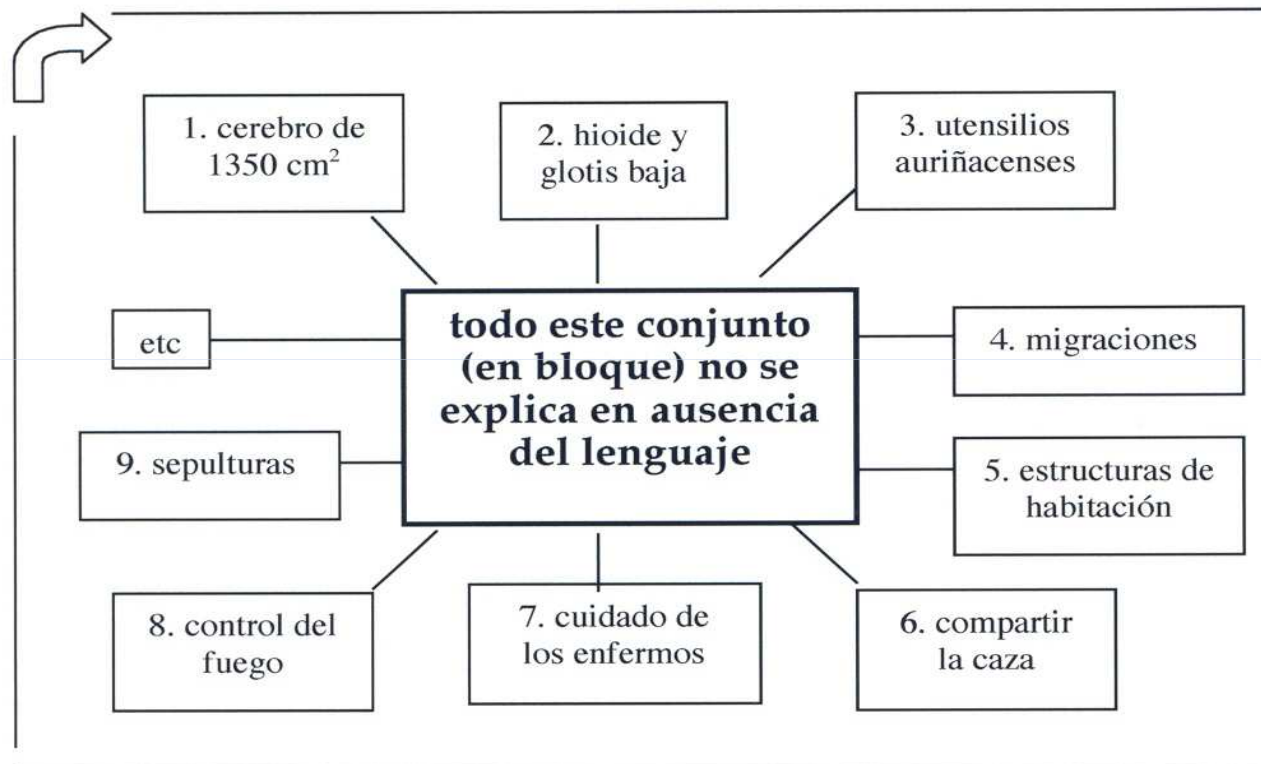 1. cerebro de
1350 cm²
2. hioide y
glotis baja
3. utensilios
auriñacenses
etc
todo este conjunto
(en bloque) no se
explica en ausencia
del lenguaje
4. migraciones
9. sepulturas
5. estructuras de
habitación
8. control del
fuego
7. cuidado de
los enfermos
6. compartir
la caza